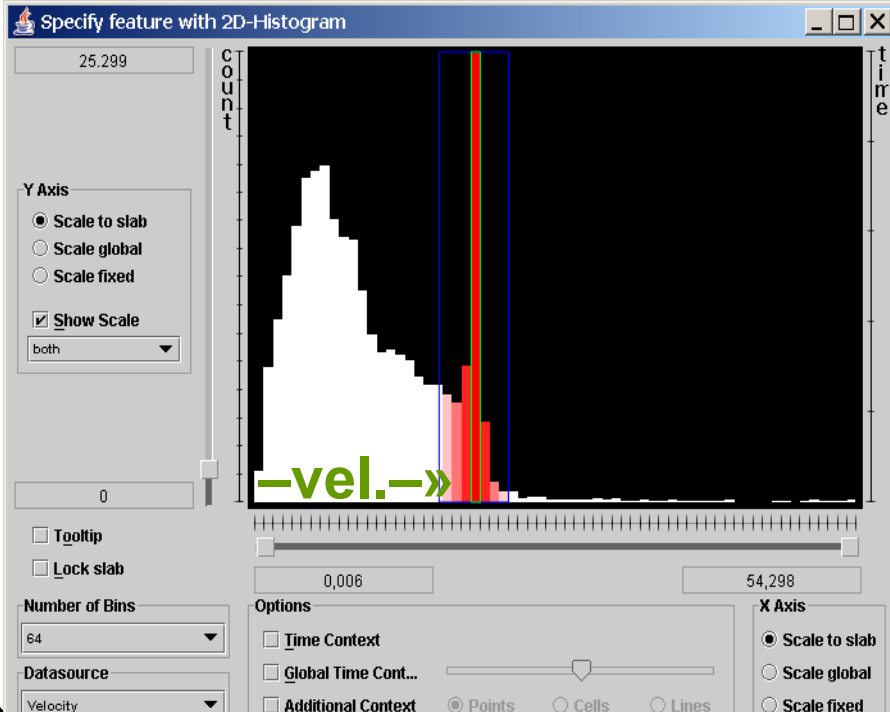 Specify feature with 2D-Histogram
25.299
count
time
Y Axis
Scale to slab
Scale global
Scale fixed
Show Scale
both
–vel.–»
0
Tooltip
Lock slab
0,006
54,298
Number of Bins
64
Options
Time Context
Global Time Cont...
Additional Context
Points
Cells
Lines
X Axis
Scale to slab
Scale global
Scale fixed
Datasource
Velocity